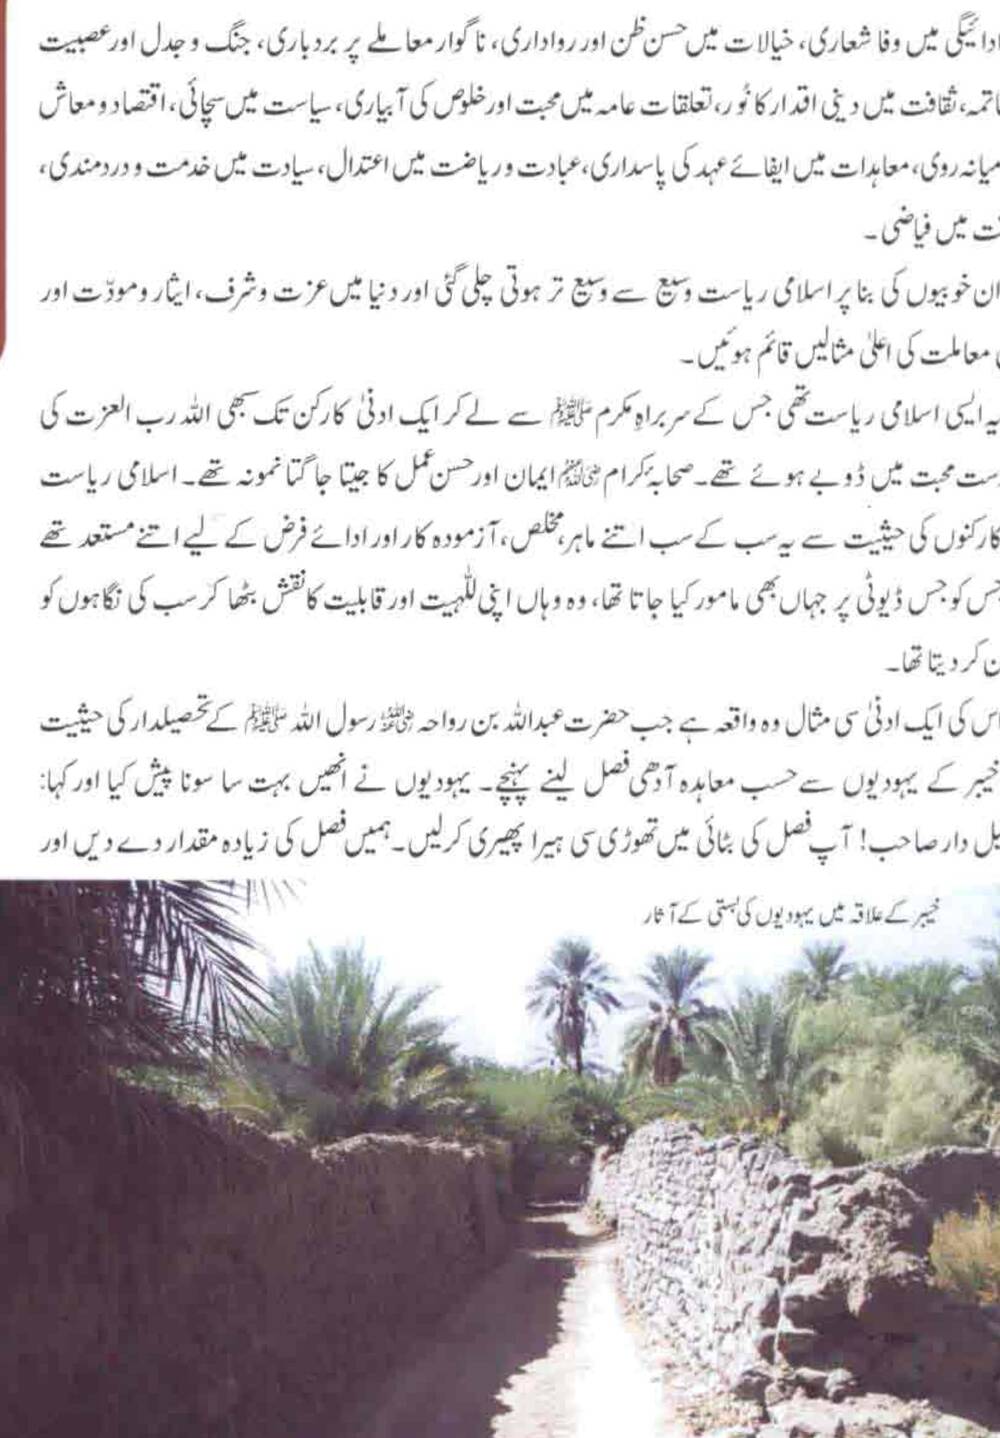 ادائیگی میں وفا شعاری، خیالات میں حسن ظن اور رواداری، ناگوار معاملے پر بردباری، جنگ و جدل اور عصبیت
اتمہ، ثقافت میں دینی اقدار کا نُور، تعلقات عامہ میں محبت اور خلوص کی آبیاری، سیاست میں سچائی، اقتصاد و معاش
میانہ روی، معاہدات میں ایفائے عہد کی پاسداری، عبادت و ریاضت میں اعتدال، سیادت میں خدمت و دردمندی،
ت میں فیاضی۔
ان خوبیوں کی بنا پر اسلامی ریاست وسیع سے وسیع تر ہوتی چلی گئی اور دنیا میں عزت و شرف، ایثار و مودّت اور
معاملت کی اعلیٰ مثالیں قائم ہوئیں۔
یہ ایسی اسلامی ریاست تھی جس کے سربراہِ مکرم ﷺ سے لے کر ایک ادنیٰ کارکن تک سبھی اللہ رب العزت کی
ست محبت میں ڈوبے ہوئے تھے۔ صحابۂ کرام رضی اللہ عنہم ایمان اور حسن عمل کا جیتا جاگتا نمونہ تھے۔ اسلامی ریاست
کارکنوں کی حیثیت سے یہ سب کے سب اتنے ماہر، مخلص، آزمودہ کار اور ادائے فرض کے لیے اتنے مستعد تھے
جس کو جس ڈیوٹی پر جہاں بھی مامور کیا جاتا تھا، وہ وہاں اپنی للّٰہیت اور قابلیت کا نقش بٹھا کر سب کی نگاہوں کو
ن کر دیتا تھا۔
اس کی ایک ادنیٰ سی مثال وہ واقعہ ہے جب حضرت عبداللہ بن رواحہ رضی اللہ عنہ رسول اللہ ﷺ کے تحصیلدار کی حیثیت
خیبر کے یہودیوں سے حسب معاہدہ آدھی فصل لینے پہنچے۔ یہودیوں نے انھیں بہت سا سونا پیش کیا اور کہا:
یل دار صاحب! آپ فصل کی بٹائی میں تھوڑی سی ہیرا پھیری کرلیں۔ ہمیں فصل کی زیادہ مقدار دے دیں اور
خیبر کے علاقہ میں یہودیوں کی بستی کے آثار